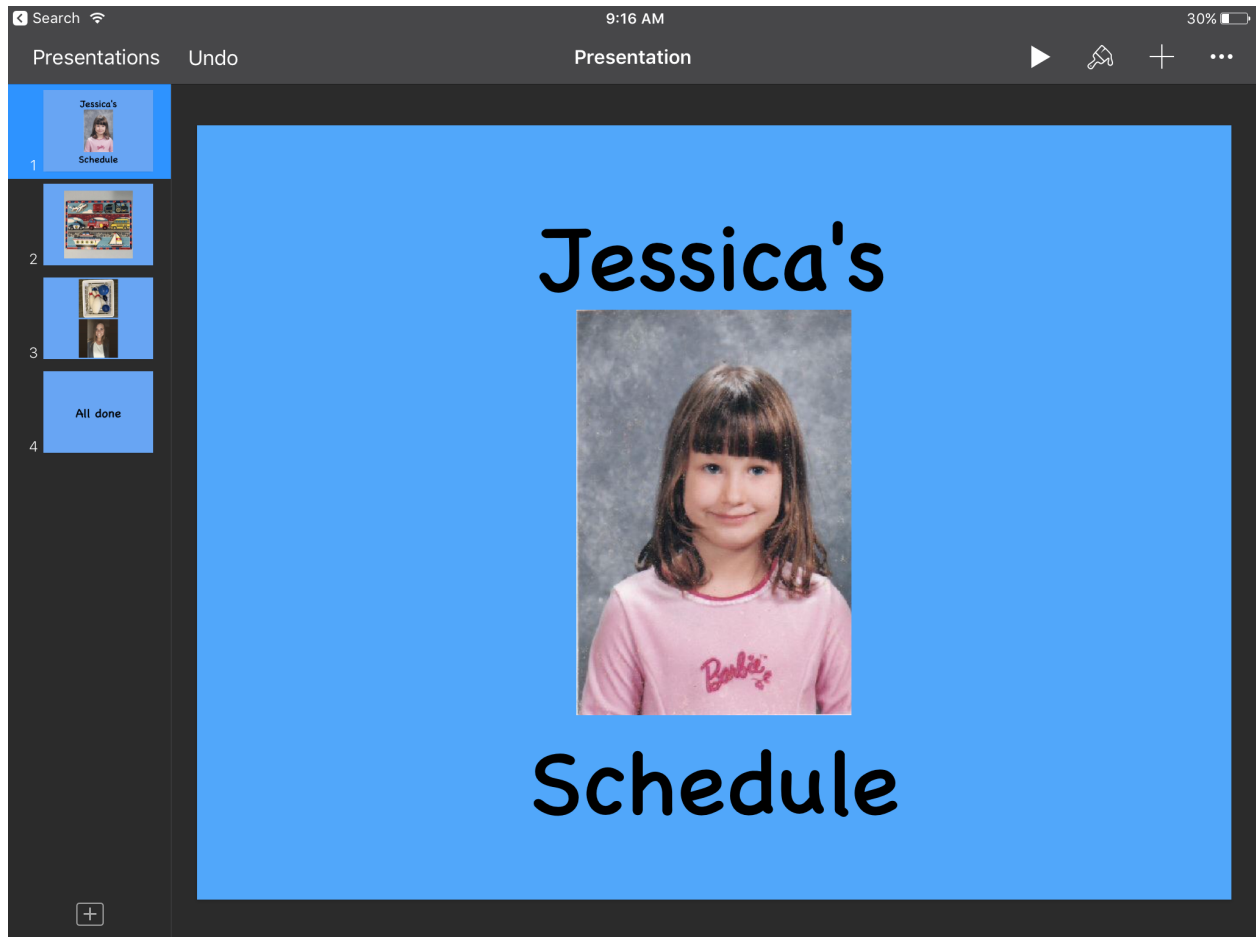 Search
9:16 AM
30%
Presentations
Undo
Presentation
Jessica's
Schedule
1
2
3
All done
4
Jessica's
Barbie
Schedule